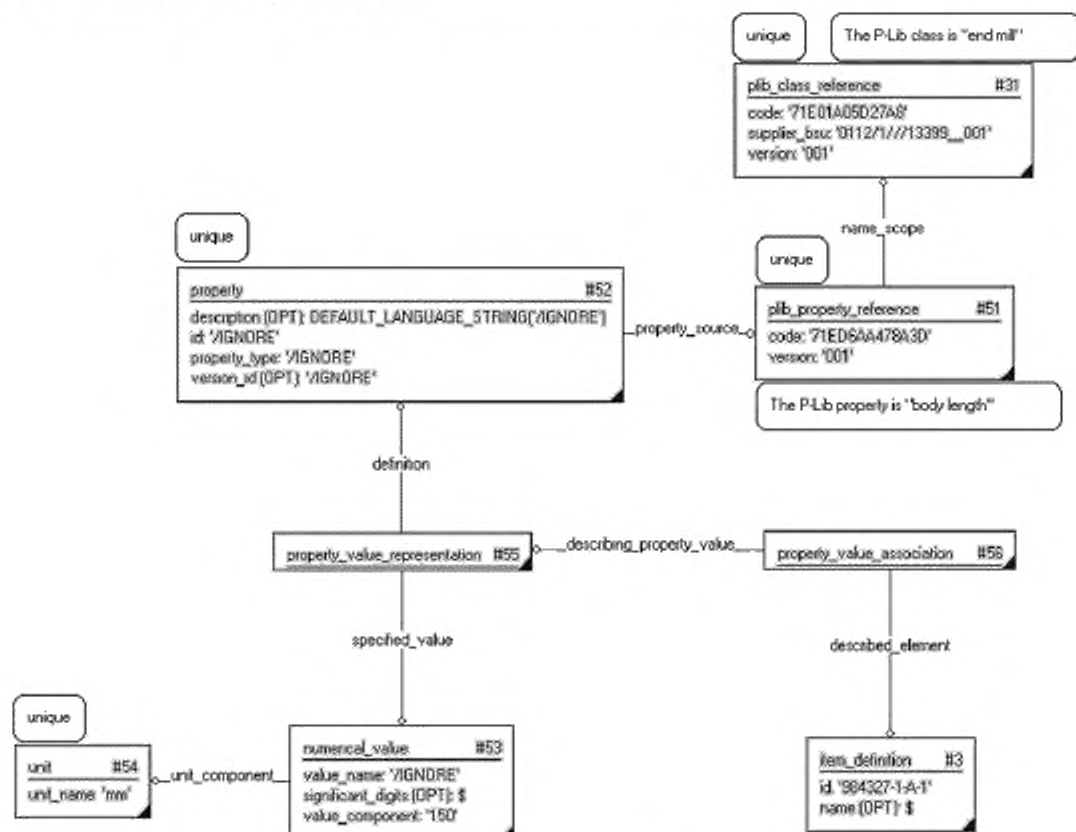 unique
The P-Lib class is "end mill"
plib_class_reference #31
code: '71E01A05D27A8'
supplier_bsu: '0112/1///13399__001'
version: '001'
name_scope
unique
unique
property #52
description (OPT): DEFAULT_LANGUAGE_STRING('/IGNORE')
id: '/IGNORE'
property_type: '/IGNORE'
version_id (OPT): '/IGNORE'
property_source
plib_property_reference #51
code: '71ED6AA478A3D'
version: '001'
The P-Lib property is "body length"
definition
property_value_representation #55
describing_property_value
property_value_association #56
specified_value
described_element
unique
unit #54
unit_name: 'mm'
unit_component
numerical_value #53
value_name: '/IGNORE'
significant_digits (OPT): $
value_component: '150'
item_definition #3
id: '984327-1-A-1'
name (OPT): $